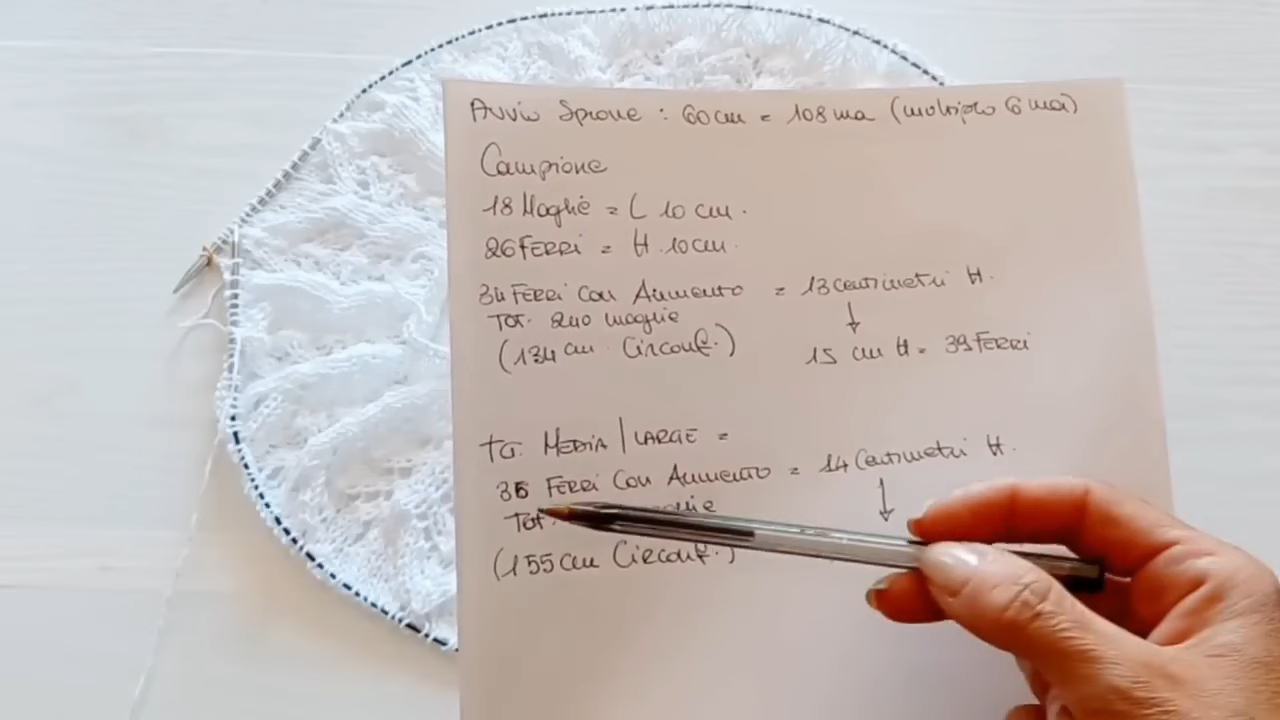 Avvio Sprone : 60 cm = 108 ma (multiplo 6 ma)
Campione
18 Maglie = L 10 cm.
26 FERRI = H. 10 cm.
34 FERRI Con Aumento = 13 centimetri H.
TOT. 240 maglie
(134 cm. Circonf.)
15 cm H = 39 FERRI
TG. MEDIA/LARGE =
36 FERRI Con Aumento = 14 Centimetri H.
TOT.
(155 cm Circonf.)